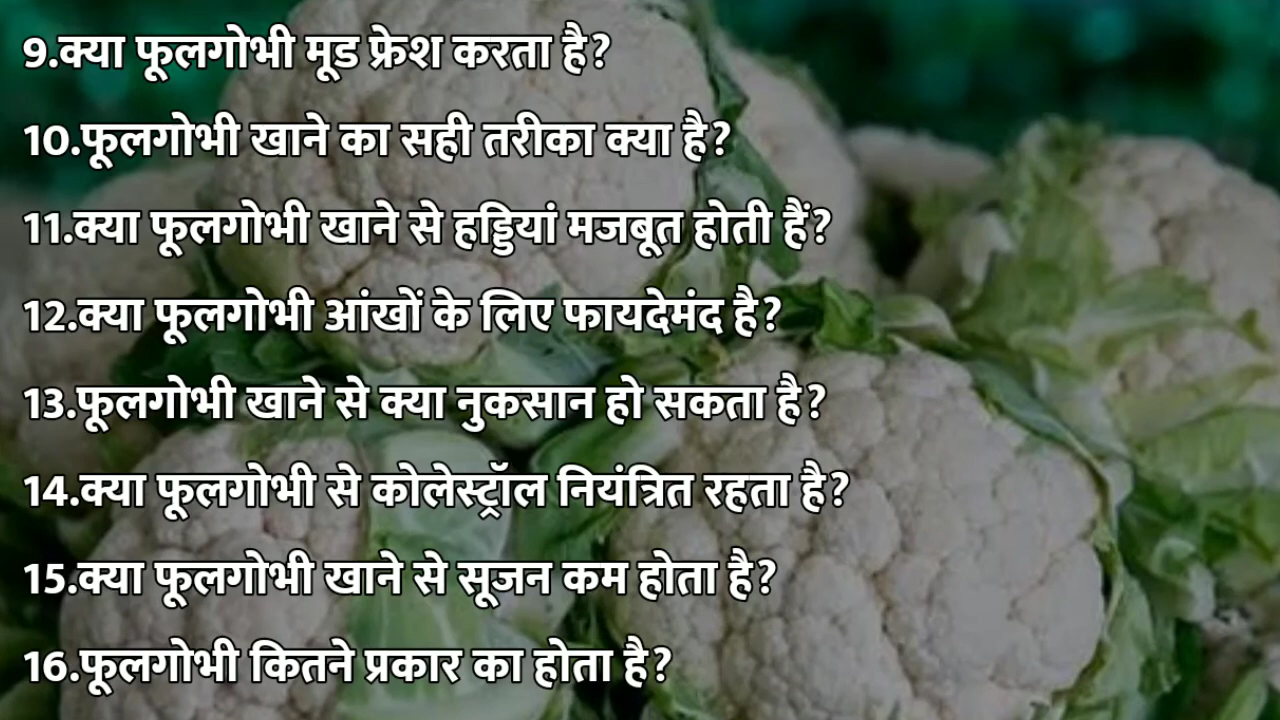 9.क्या फूलगोभी मूड फ्रेश करता है?
10.फूलगोभी खाने का सही तरीका क्या है?
11.क्या फूलगोभी खाने से हड्डियां मजबूत होती हैं?
12.क्या फूलगोभी आंखों के लिए फायदेमंद है?
13.फूलगोभी खाने से क्या नुकसान हो सकता है?
14.क्या फूलगोभी से कोलेस्ट्रॉल नियंत्रित रहता है?
15.क्या फूलगोभी खाने से सूजन कम होता है?
16.फूलगोभी कितने प्रकार का होता है?